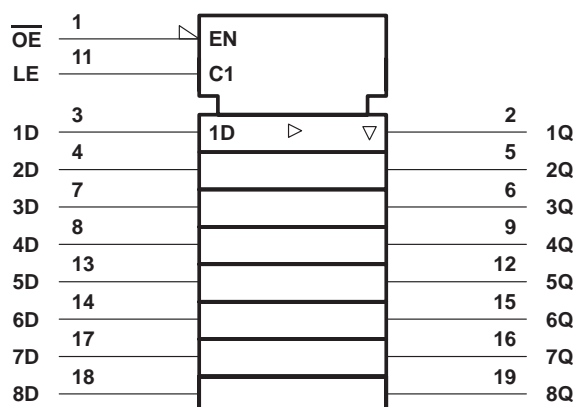 OE 1 EN
LE 11 C1
1D 3 1D 2 1Q
2D 4 5 2Q
3D 7 6 3Q
4D 8 9 4Q
5D 13 12 5Q
6D 14 15 6Q
7D 17 16 7Q
8D 18 19 8Q